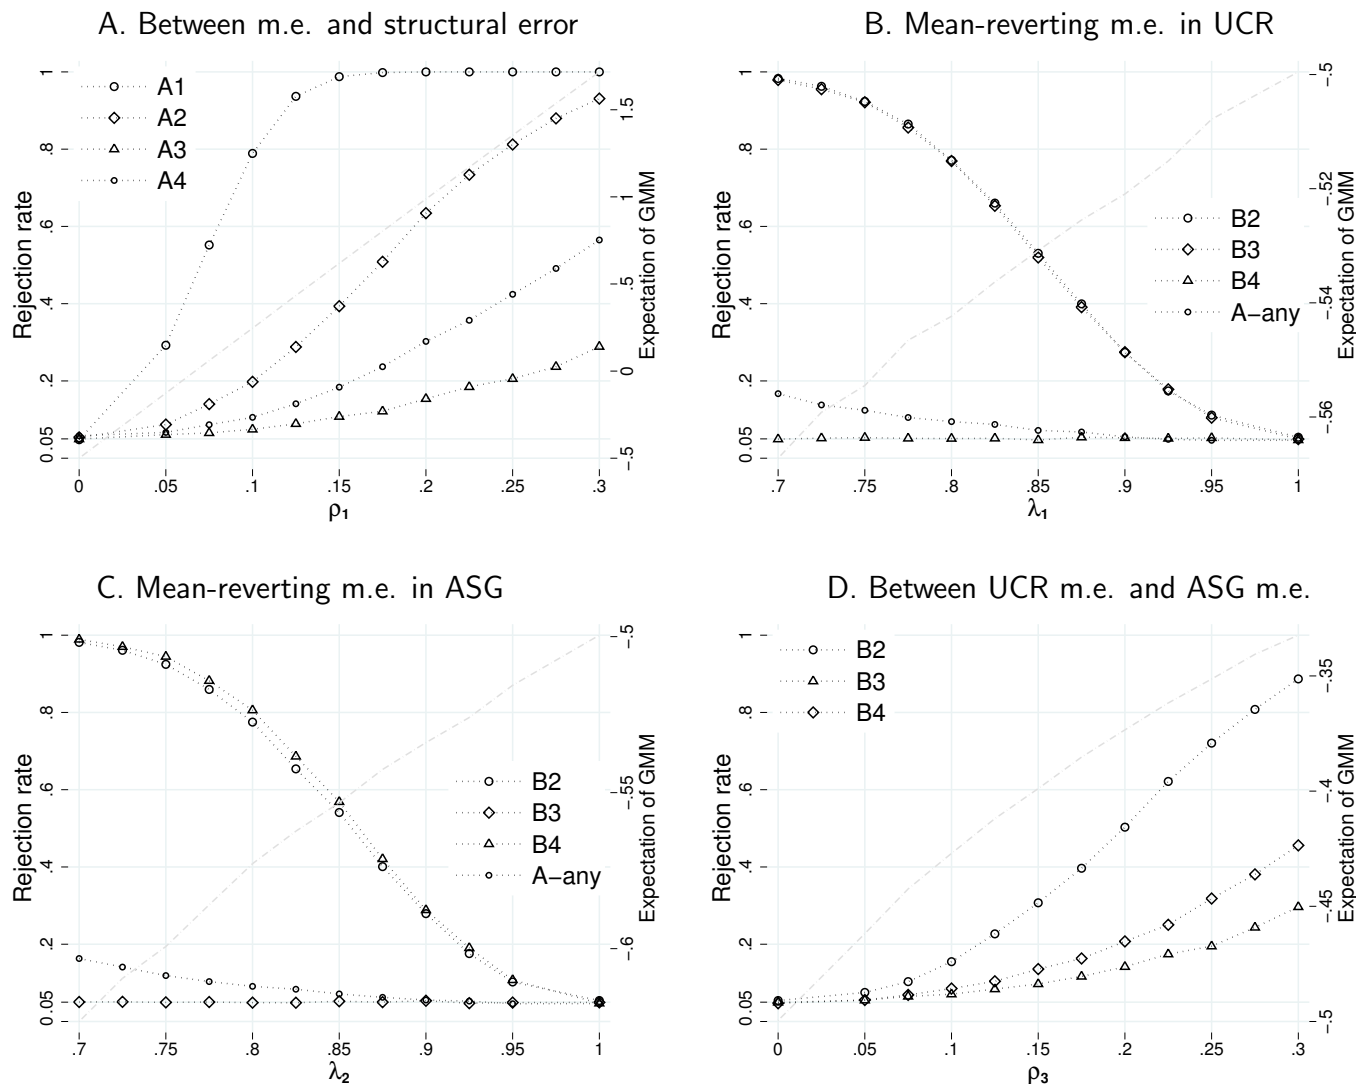 A. Between m.e. and structural error
Rejection rate
0 .05 .2 .4 .6 .8 1
A1
A2
A3
A4
-.5 0 .5 1 1.5
Expectation of GMM
0 .05 .1 .15 .2 .25 .3
ρ1
B. Mean-reverting m.e. in UCR
Rejection rate
0 .05 .2 .4 .6 .8 1
B2
B3
B4
A-any
-.56 -.54 -.52 -.5
Expectation of GMM
.7 .75 .8 .85 .9 .95 1
λ1
C. Mean-reverting m.e. in ASG
Rejection rate
0 .05 .2 .4 .6 .8 1
B2
B3
B4
A-any
-.6 -.55 -.5
Expectation of GMM
.7 .75 .8 .85 .9 .95 1
λ2
D. Between UCR m.e. and ASG m.e.
Rejection rate
0 .05 .2 .4 .6 .8 1
B2
B3
B4
-.5 -.45 -.4 -.35
Expectation of GMM
0 .05 .1 .15 .2 .25 .3
ρ3